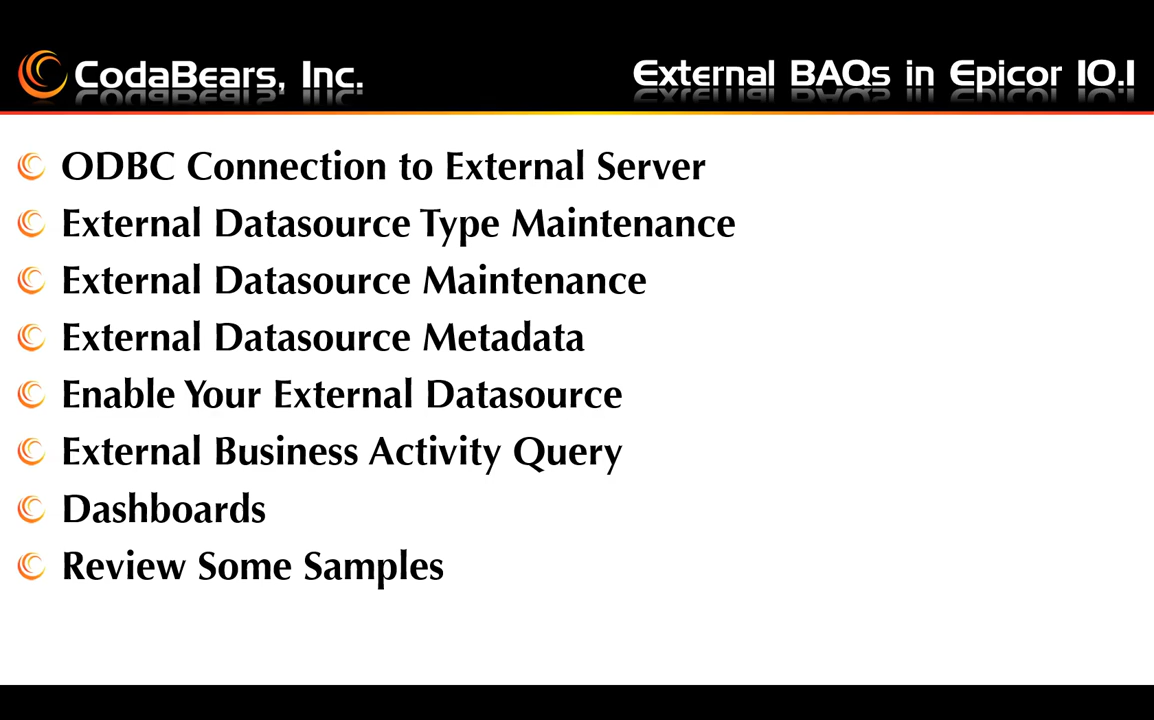 CodaBears, Inc.
External BAQs in Epicor 10.1
ODBC Connection to External Server
External Datasource Type Maintenance
External Datasource Maintenance
External Datasource Metadata
Enable Your External Datasource
External Business Activity Query
Dashboards
Review Some Samples